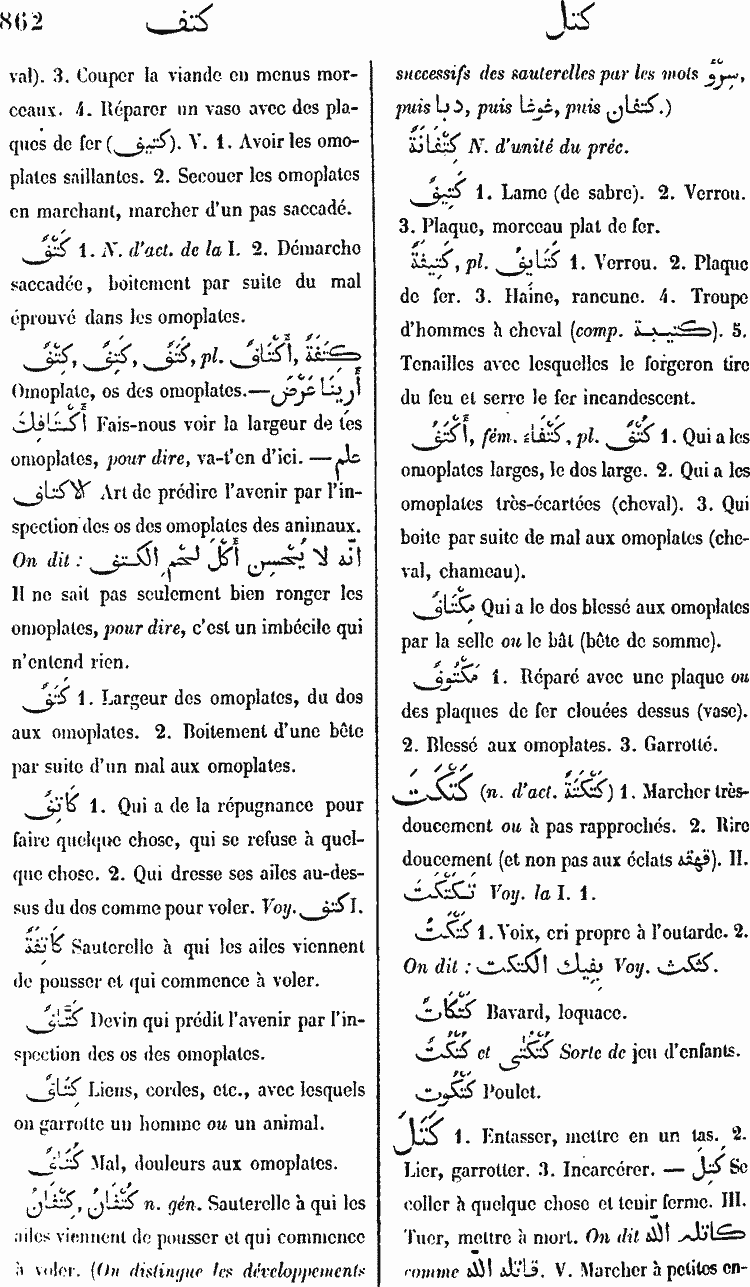 862 كتف كتل
val). 3. Couper la viande en menus mor-
ceaux. 4. Réparer un vase avec des pla-
ques de fer (كتيف). V. 1. Avoir les omo-
plates saillantes. 2. Secouer les omoplates
en marchant, marcher d'un pas saccadé.
كَتْفٌ 1. N. d'act. de la I. 2. Démarche
saccadée, boitement par suite du mal
éprouvé dans les omoplates.
كَتْفٌ, كَتِفٌ, كِتْفٌ, pl. كِتَفَةٌ, أَكْتَافٌ
Omoplate, os des omoplates.—أَرِينَا عَرْضَ
أَكْتَافِكَ Fais-nous voir la largeur de tes
omoplates, pour dire, va-t'en d'ici. — علم
الاكتاف Art de prédire l'avenir par l'in-
spection des os des omoplates des animaux.
On dit : انّه لا يُحْسِن أَكْلَ لحْمِ الكتف
Il ne sait pas seulement bien ronger les
omoplates, pour dire, c'est un imbécile qui
n'entend rien.
كَتَفٌ 1. Largeur des omoplates, du dos
aux omoplates. 2. Boitement d'une bête
par suite d'un mal aux omoplates.
كَاتِفٌ 1. Qui a de la répugnance pour
faire quelque chose, qui se refuse à quel-
que chose. 2. Qui dresse ses ailes au-des-
sus du dos comme pour voler. Voy. كتف I.
كَاتِفَةٌ Sauterelle à qui les ailes viennent
de pousser et qui commence à voler.
كَتَّافٌ Devin qui prédit l'avenir par l'in-
spection des os des omoplates.
كِتَافٌ Liens, cordes, etc., avec lesquels
on garrotte un homme ou un animal.
كُتَافٌ Mal, douleurs aux omoplates.
كُتْفَانٌ, كِتْفَانٌ n. gén. Sauterelle à qui les
ailes viennent de pousser et qui commence
à voler. (On distingue les développements
successifs des sauterelles par les mots سِرْوٌ,
puis دبا, puis غوغا, puis كتفان.)
كُتْفَانَةٌ N. d'unité du préc.
كَتِيفٌ 1. Lame (de sabre). 2. Verrou.
3. Plaque, morceau plat de fer.
كَتِيفَةٌ, pl. كَتَايِفُ 1. Verrou. 2. Plaque
de fer. 3. Haine, rancune. 4. Troupe
d'hommes à cheval (comp. كتيبة). 5.
Tenailles avec lesquelles le forgeron tire
du feu et serre le fer incandescent.
أَكْتَفُ, fém. كَتْفَاءُ, pl. كُتْفٌ 1. Qui a les
omoplates larges, le dos large. 2. Qui a les
omoplates très-écartées (cheval). 3. Qui
boite par suite de mal aux omoplates (che-
val, chameau).
مِكْتَافٌ Qui a le dos blessé aux omoplates
par la selle ou le bât (bête de somme).
مَكْتُوفٌ 1. Réparé avec une plaque ou
des plaques de fer clouées dessus (vase).
2. Blessé aux omoplates. 3. Garrotté.
كَتْكَتَ (n. d'act. كَتْكَتَةٌ) 1. Marcher très-
doucement ou à pas rapprochés. 2. Rire
doucement (et non pas aux éclats قهقه). II.
تَكَتْكَتَ Voy. la I. 1.
كَتْكَتٌ 1. Voix, cri propre à l'outarde. 2.
On dit : بِفِيك الكتكت Voy. كثكث.
كَتْكَاتٌ Bavard, loquace.
كَتْكَتٌ et كَتْكَتَى Sorte de jeu d'enfants.
كَتْكُوت Poulet.
كَتَلَ 1. Entasser, mettre en un tas. 2.
Lier, garrotter. 3. Incarcérer. — كَتِلَ Se
coller à quelque chose et tenir ferme. III.
Tuer, mettre à mort. On dit كاتله الله
comme قاتله الله. V. Marcher à petites en-